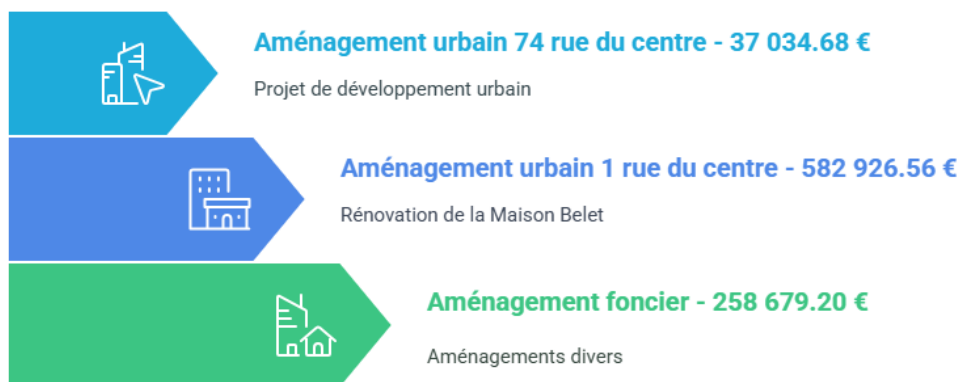 Aménagement urbain 74 rue du centre - 37 034.68 €
Projet de développement urbain
Aménagement urbain 1 rue du centre - 582 926.56 €
Rénovation de la Maison Belet
Aménagement foncier - 258 679.20 €
Aménagements divers